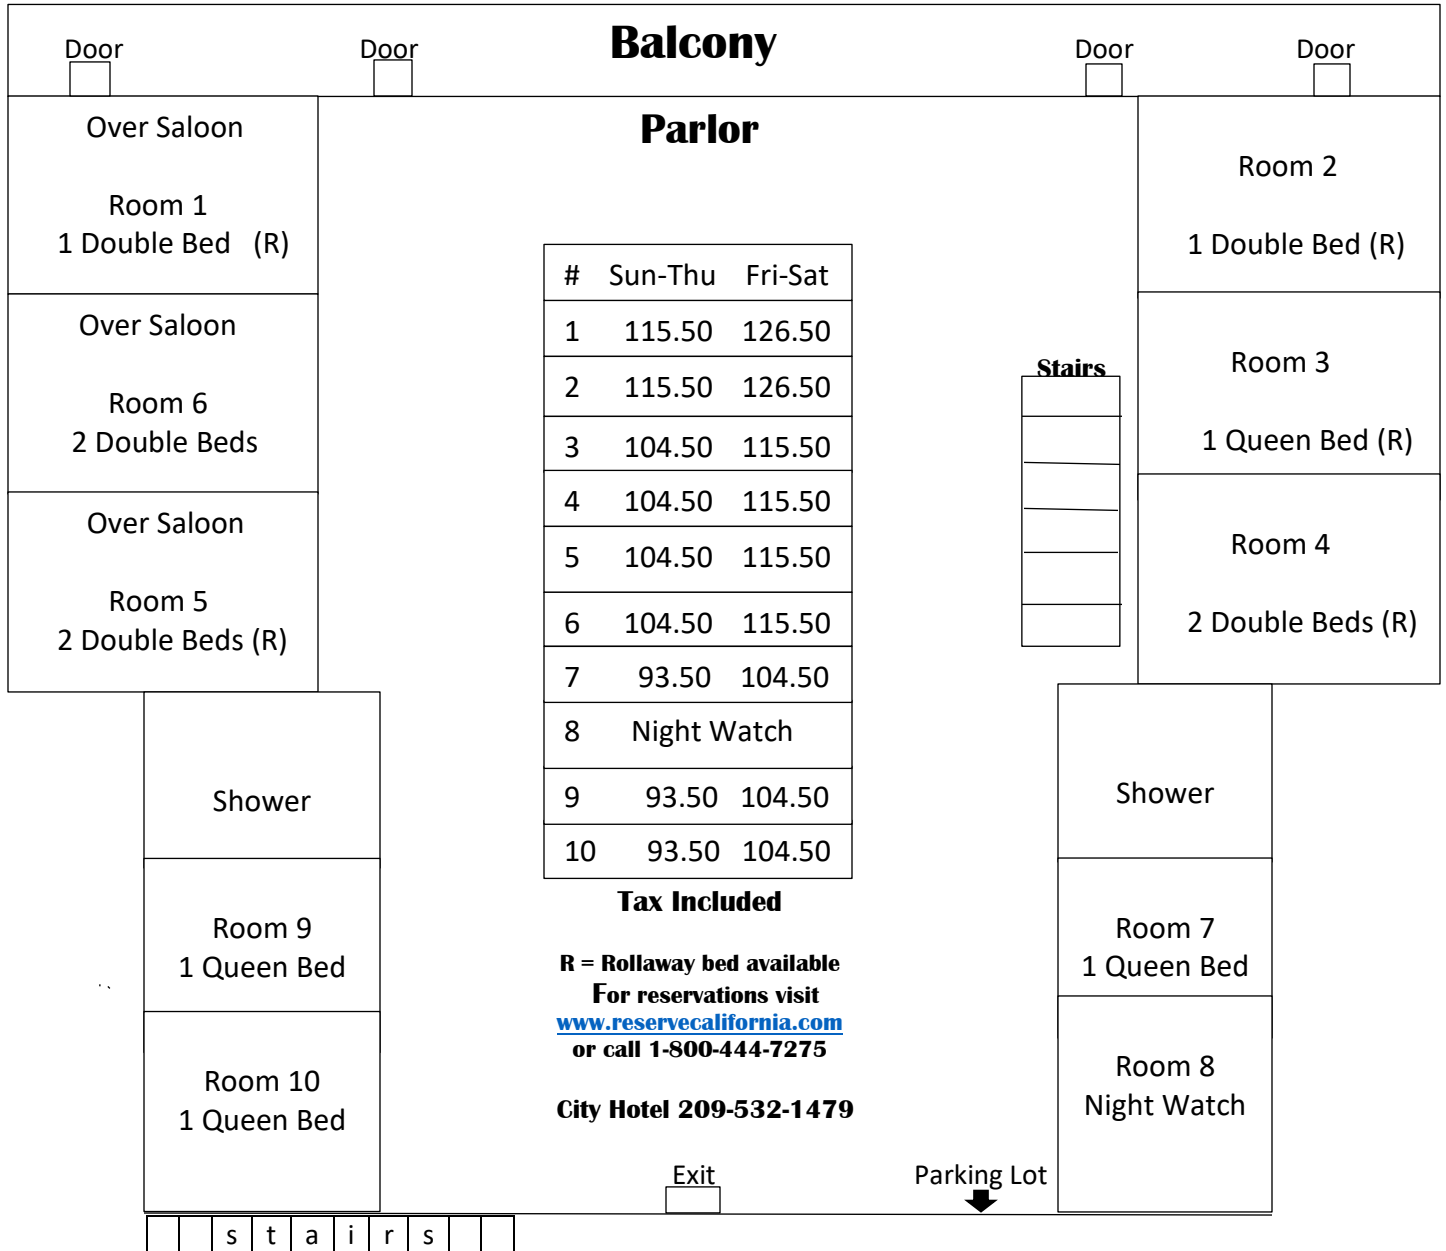 Balcony
Door
Door
Door
Door
Parlor
Over Saloon
Room 1
1 Double Bed (R)
Over Saloon
Room 6
2 Double Beds
Over Saloon
Room 5
2 Double Beds (R)
Shower
Room 9
1 Queen Bed
Room 10
1 Queen Bed
# Sun-Thu Fri-Sat
1 115.50 126.50
2 115.50 126.50
3 104.50 115.50
4 104.50 115.50
5 104.50 115.50
6 104.50 115.50
7 93.50 104.50
8 Night Watch
9 93.50 104.50
10 93.50 104.50
Tax Included
R = Rollaway bed available
For reservations visit
www.reservecalifornia.com
or call 1-800-444-7275
City Hotel 209-532-1479
Stairs
Room 2
1 Double Bed (R)
Room 3
1 Queen Bed (R)
Room 4
2 Double Beds (R)
Shower
Room 7
1 Queen Bed
Room 8
Night Watch
Exit
Parking Lot
s t a i r s